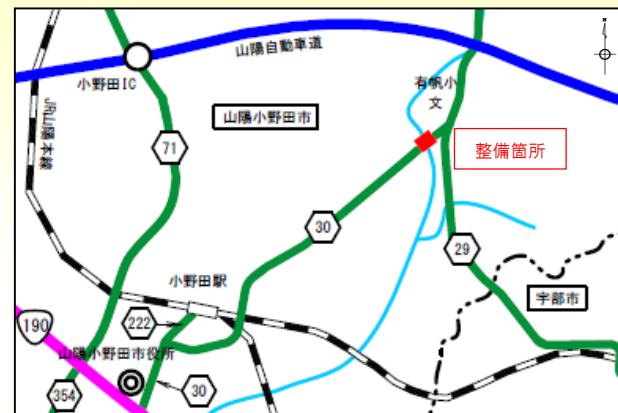 山陽自動車道
小野田IC
有帆小
文
JR山陽本線
山陽小野田市
71
整備箇所
30
29
小野田駅
宇部市
190
222
山陽小野田市役所
354
30